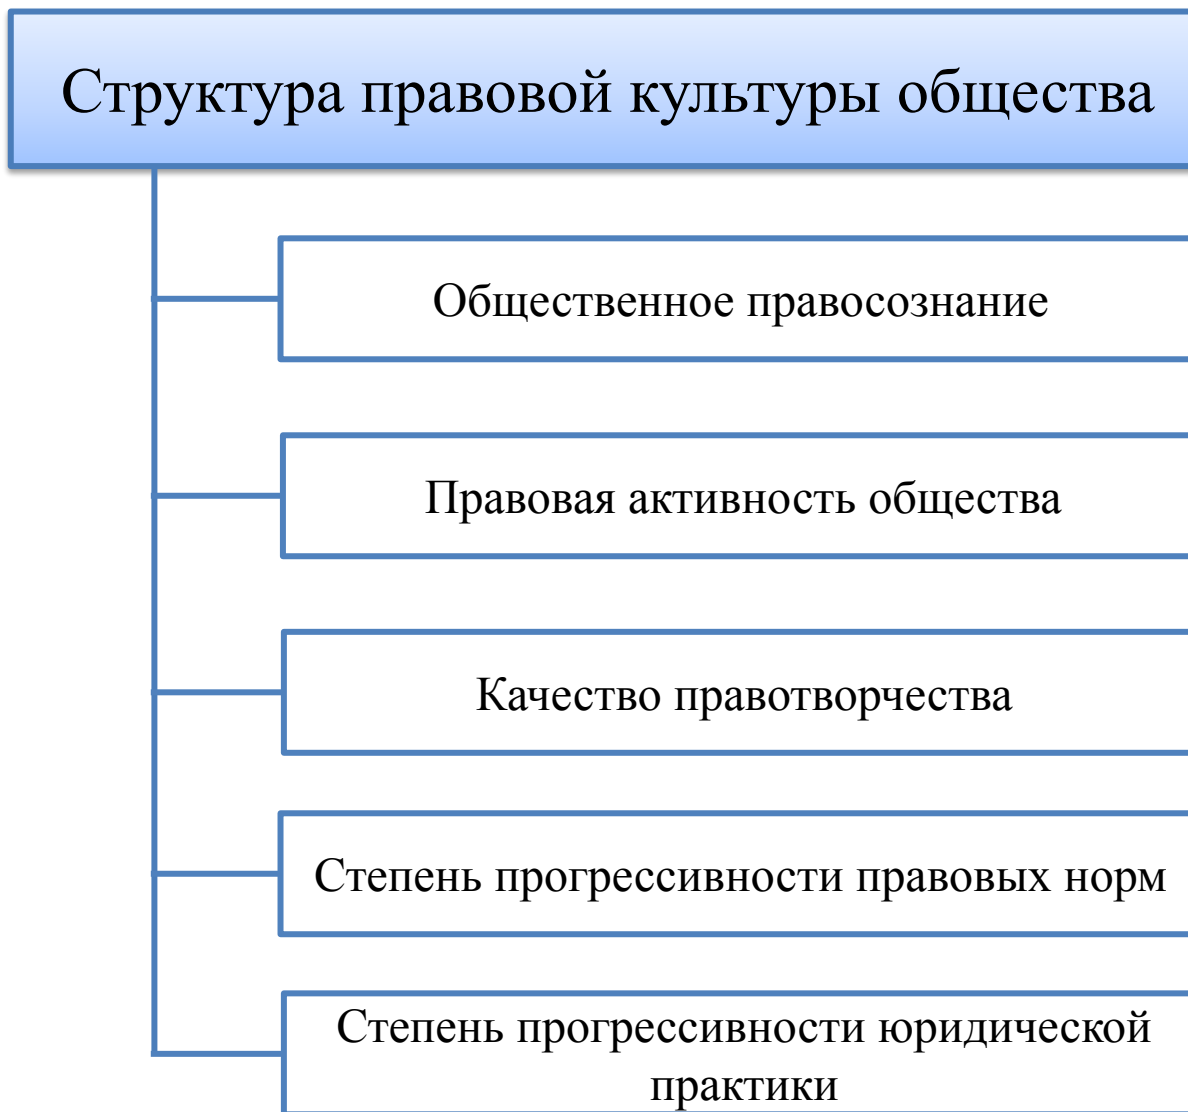 Структура правовой культуры общества
Общественное правосознание
Правовая активность общества
Качество правотворчества
Степень прогрессивности правовых норм
Степень прогрессивности юридической
практики